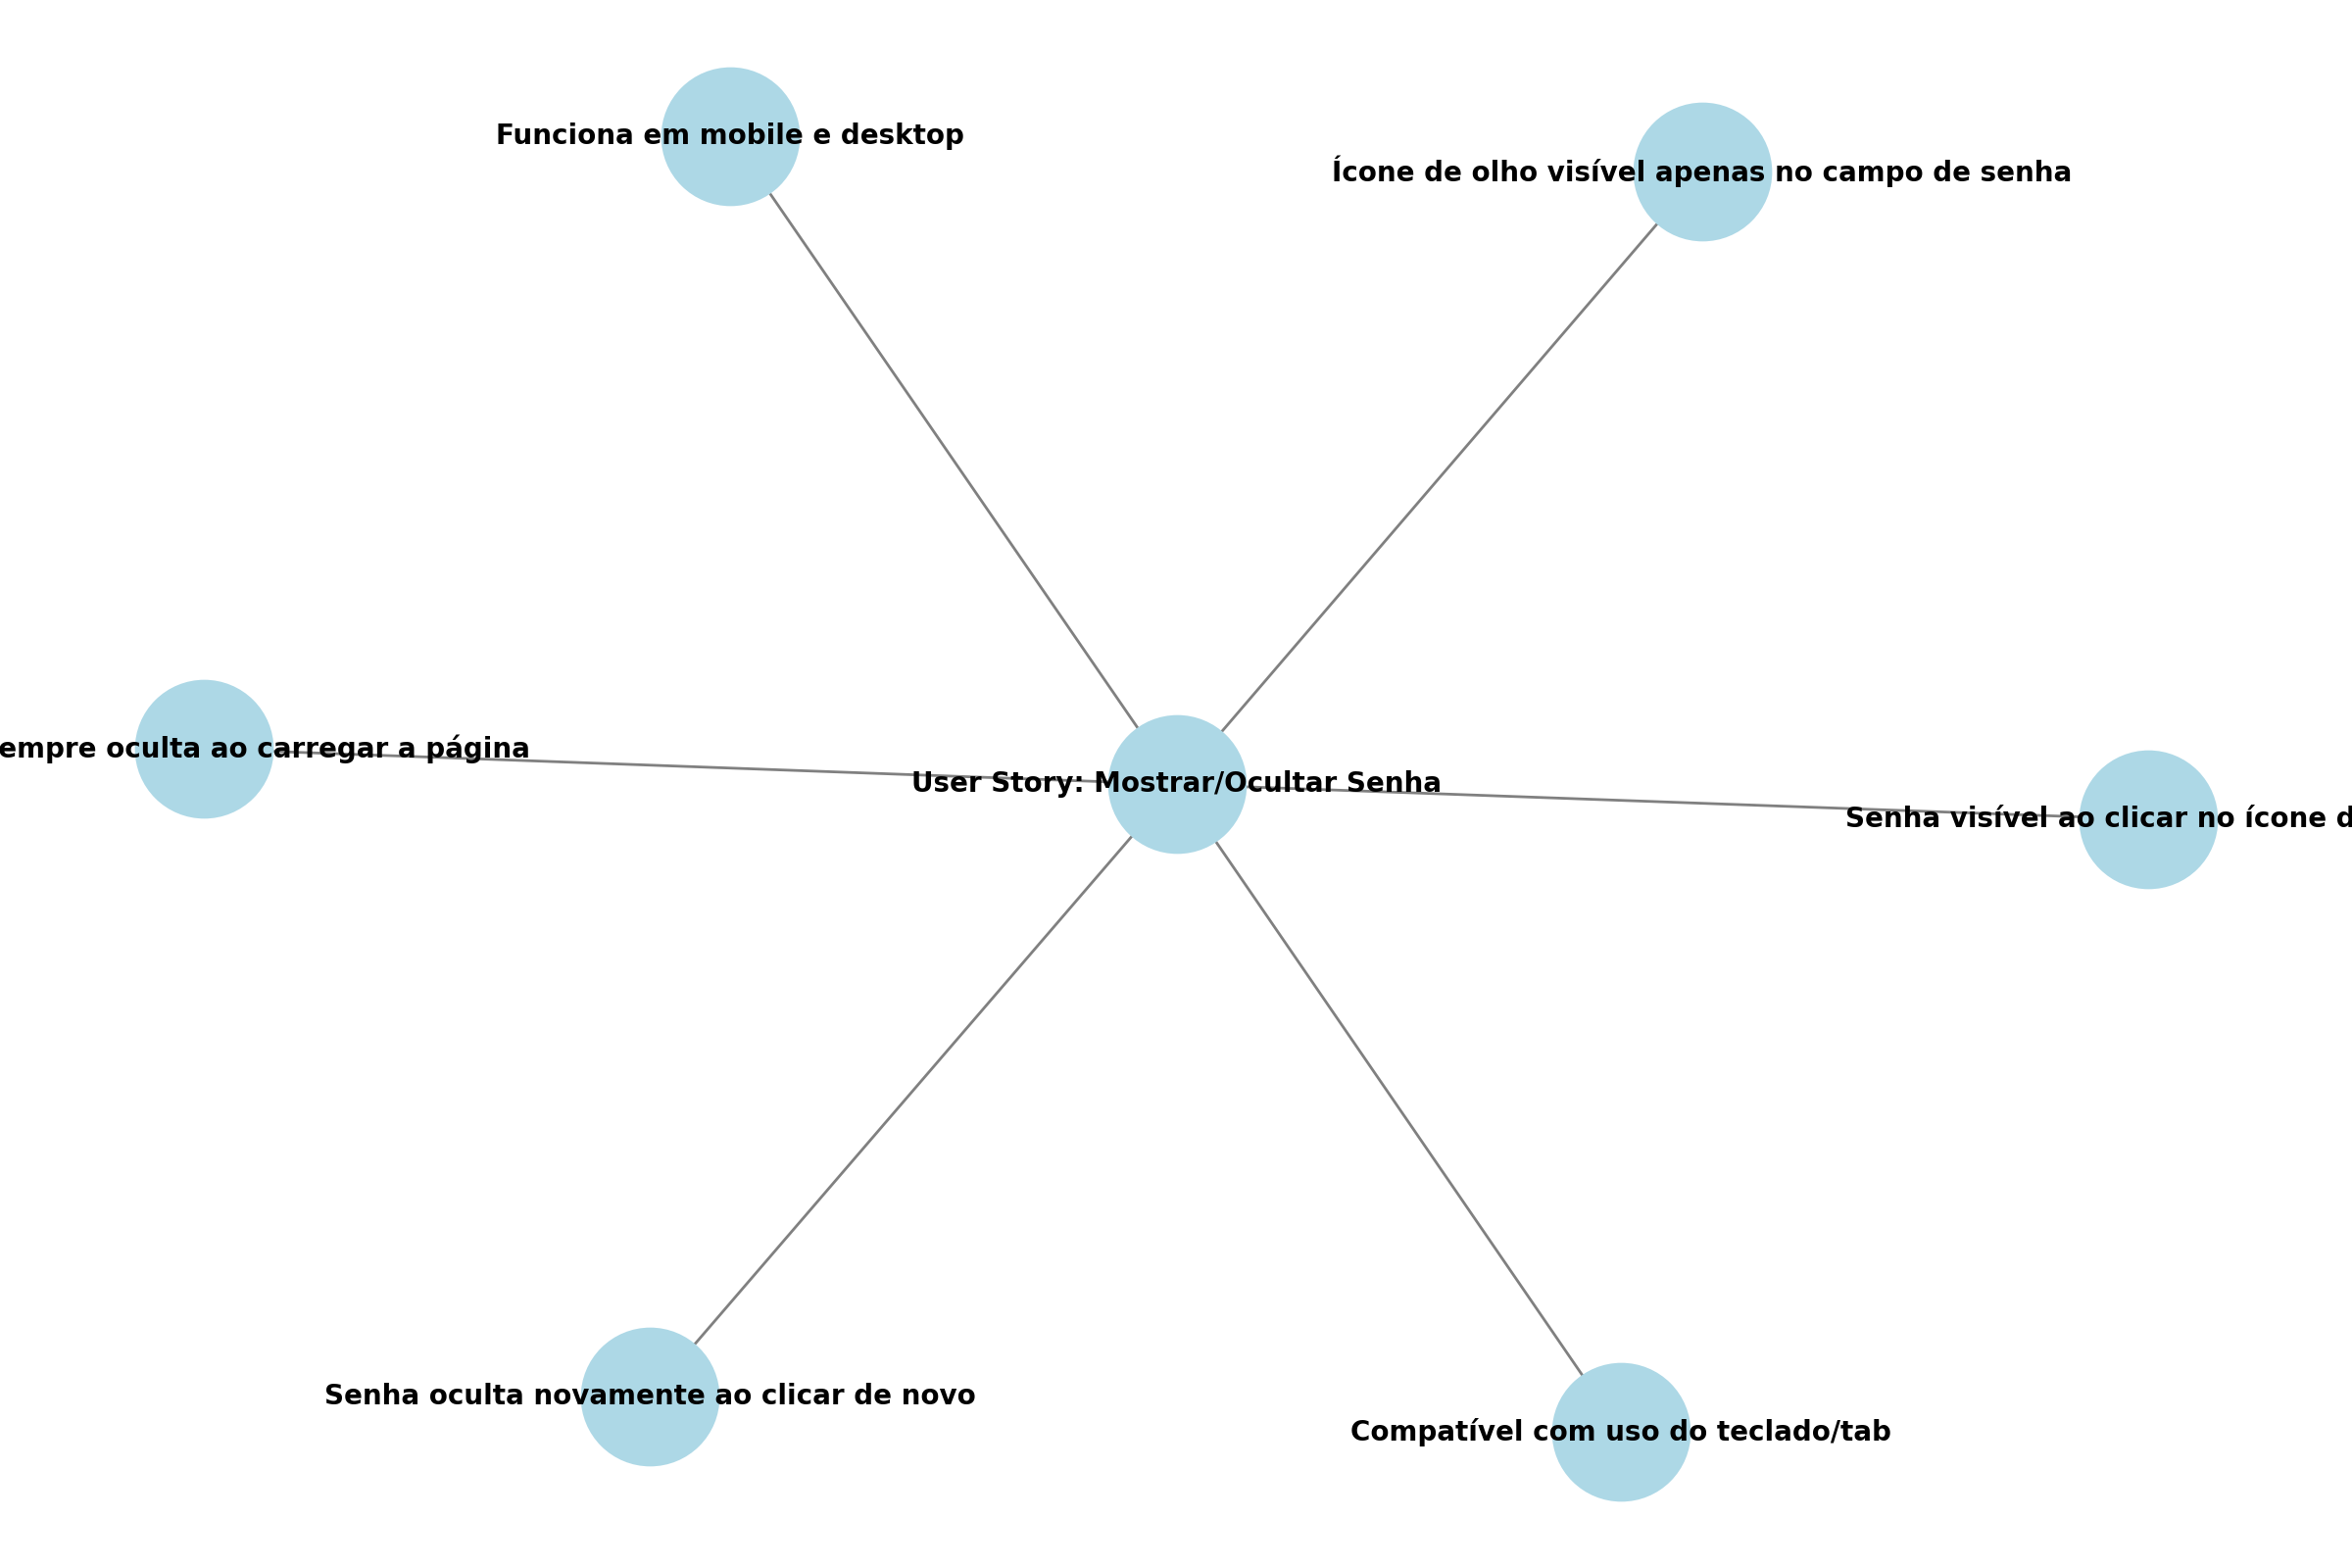 Funciona em mobile e desktop
Ícone de olho visível apenas no campo de senha
oculta ao carregar a página
User Story: Mostrar/Ocultar Senha
Senha visível ao clicar no ícone
Senha oculta novamente ao clicar de novo
Compatível com uso do teclado/tab